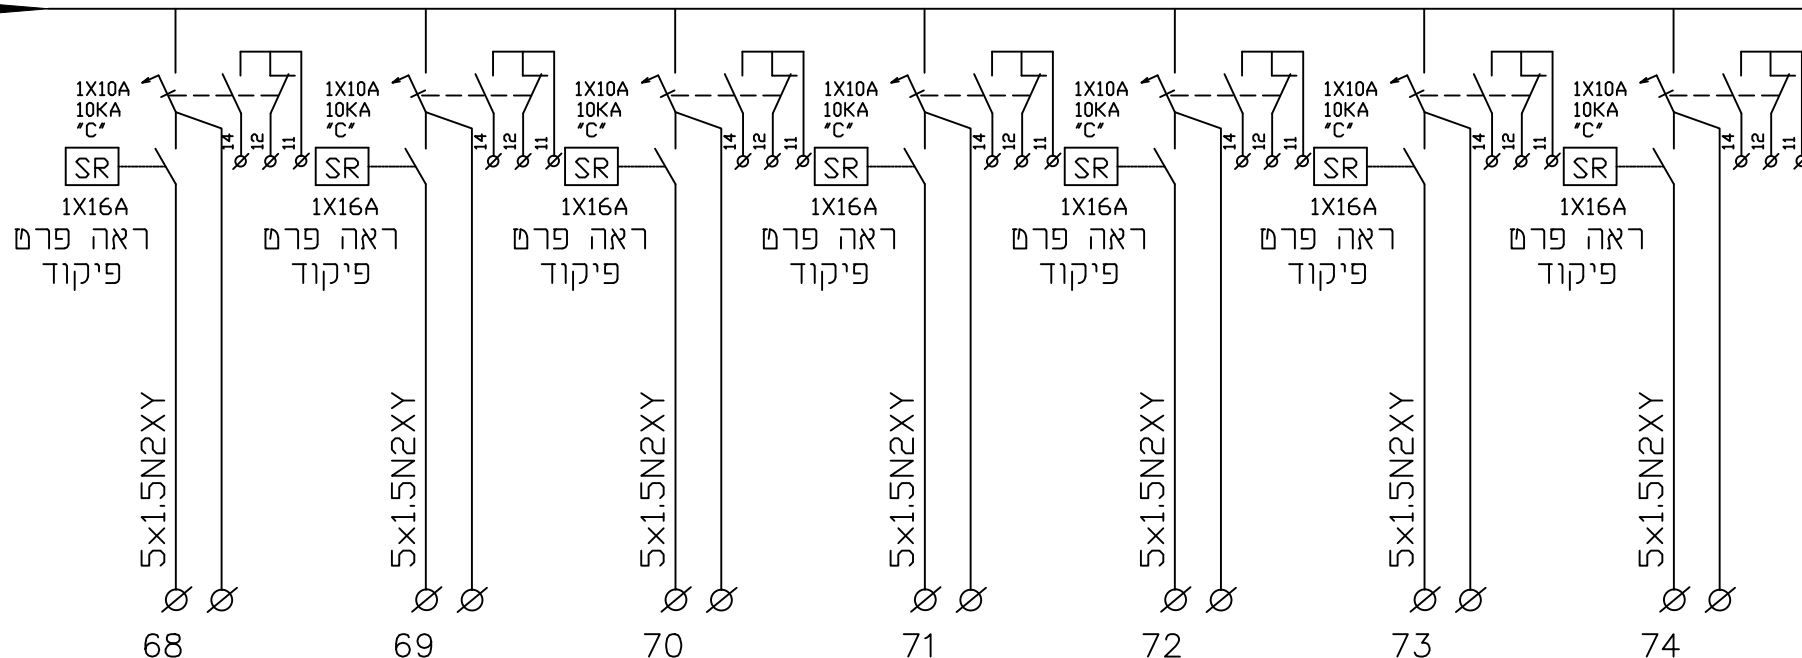 1X10A
10KA
"C"
14
12
11
SR
1X16A
ראה פרט
פיקוד
5x1.5N2XY
68
1X10A
10KA
"C"
14
12
11
SR
1X16A
ראה פרט
פיקוד
5x1.5N2XY
69
1X10A
10KA
"C"
14
12
11
SR
1X16A
ראה פרט
פיקוד
5x1.5N2XY
70
1X10A
10KA
"C"
14
12
11
SR
1X16A
ראה פרט
פיקוד
5x1.5N2XY
71
1X10A
10KA
"C"
14
12
11
SR
1X16A
ראה פרט
פיקוד
5x1.5N2XY
72
1X10A
10KA
"C"
14
12
11
SR
1X16A
ראה פרט
פיקוד
5x1.5N2XY
73
1X10A
10KA
"C"
14
12
11
SR
1X16A
ראה פרט
פיקוד
5x1.5N2XY
74